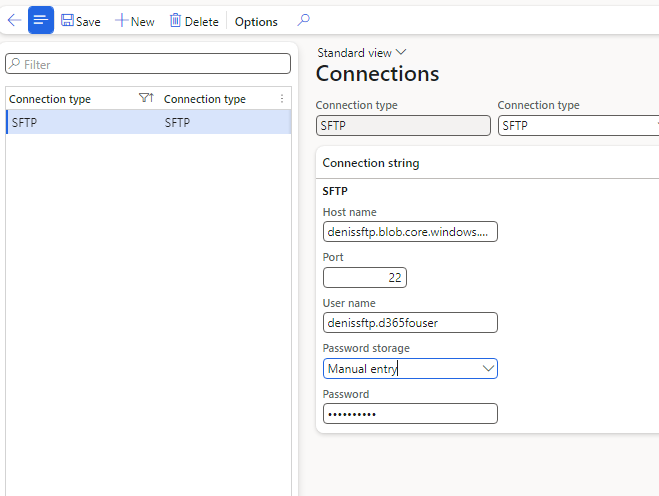 Save New Delete Options
Filter
Connection type Connection type
SFTP SFTP
Standard view
Connections
Connection type Connection type
SFTP SFTP
Connection string
SFTP
Host name
denissftp.blob.core.windows....
Port
22
User name
denissftp.d365fouser
Password storage
Manual entry
Password
••••••••••